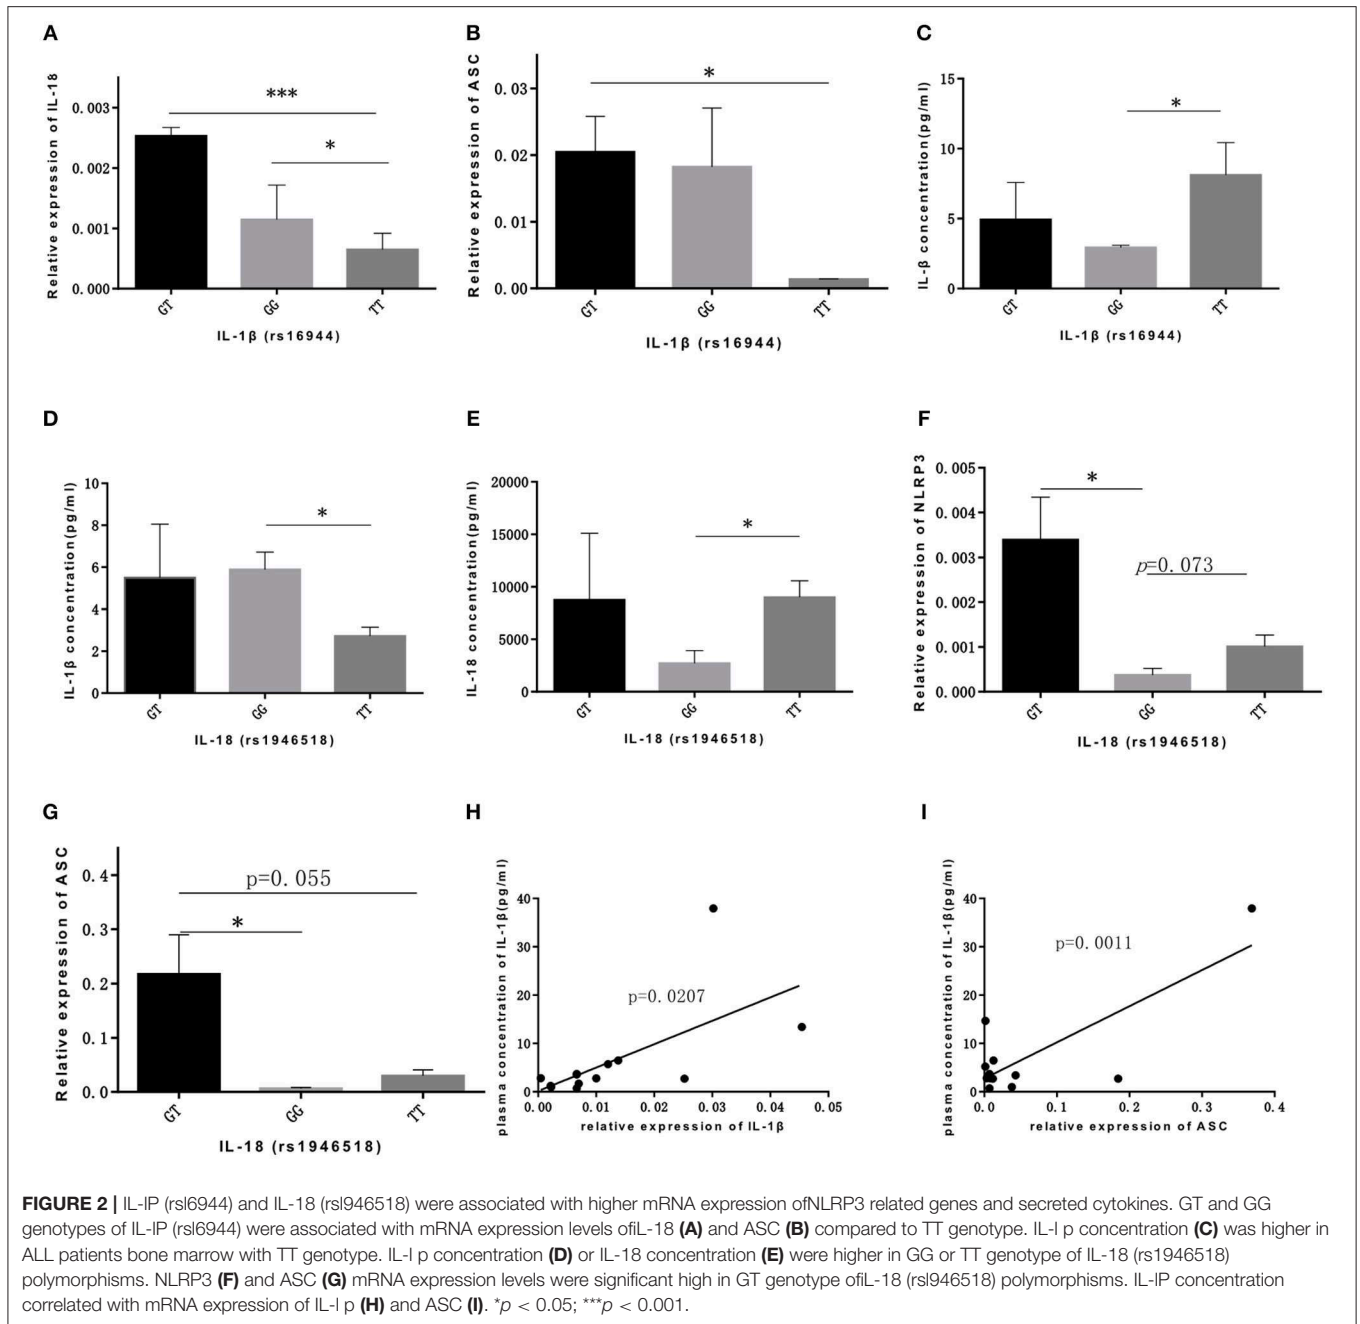 A
Relative expression of IL-18
0.003
0.002
0.001
0.000
***
*
GT GG TT
IL-1β (rs16944)
B
Relative expression of ASC
0.03
0.02
0.01
0.00
*
GT GG TT
IL-1β (rs16944)
C
IL-β concentration(pg/ml)
15
10
5
0
*
GT GG TT
IL-1β (rs16944)
D
IL-1β concentration(pg/ml)
10
8
6
4
2
0
*
GT GG TT
IL-18 (rs1946518)
E
IL-18 concentration(pg/ml)
20000
15000
10000
5000
0
*
GT GG TT
IL-18 (rs1946518)
F
Relative expression of NLRP3
0.005
0.004
0.003
0.002
0.001
0.000
*
p=0.073
GT GG TT
IL-18 (rs1946518)
G
Relative expression of ASC
0.4
0.3
0.2
0.1
0.0
p=0.055
*
GT GG TT
IL-18 (rs1946518)
H
plasma concentration of IL-1β(pg/ml)
40
30
20
10
0
p=0.0207
0.00 0.01 0.02 0.03 0.04 0.05
relative expression of IL-1β
I
plasma concentration of IL-1β(pg/ml)
40
30
20
10
0
p=0.0011
0.0 0.1 0.2 0.3 0.4
relative expression of ASC
FIGURE 2 | IL-lP (rsl6944) and IL-18 (rsl946518) were associated with higher mRNA expression ofNLRP3 related genes and secreted cytokines. GT and GG
genotypes of IL-lP (rsl6944) were associated with mRNA expression levels ofiL-18 (A) and ASC (B) compared to TT genotype. IL-l p concentration (C) was higher in
ALL patients bone marrow with TT genotype. IL-l p concentration (D) or IL-18 concentration (E) were higher in GG or TT genotype of IL-18 (rs1946518)
polymorphisms. NLRP3 (F) and ASC (G) mRNA expression levels were significant high in GT genotype ofiL-18 (rsl946518) polymorphisms. IL-lP concentration
correlated with mRNA expression of IL-l p (H) and ASC (I). *p < 0.05; ***p < 0.001.